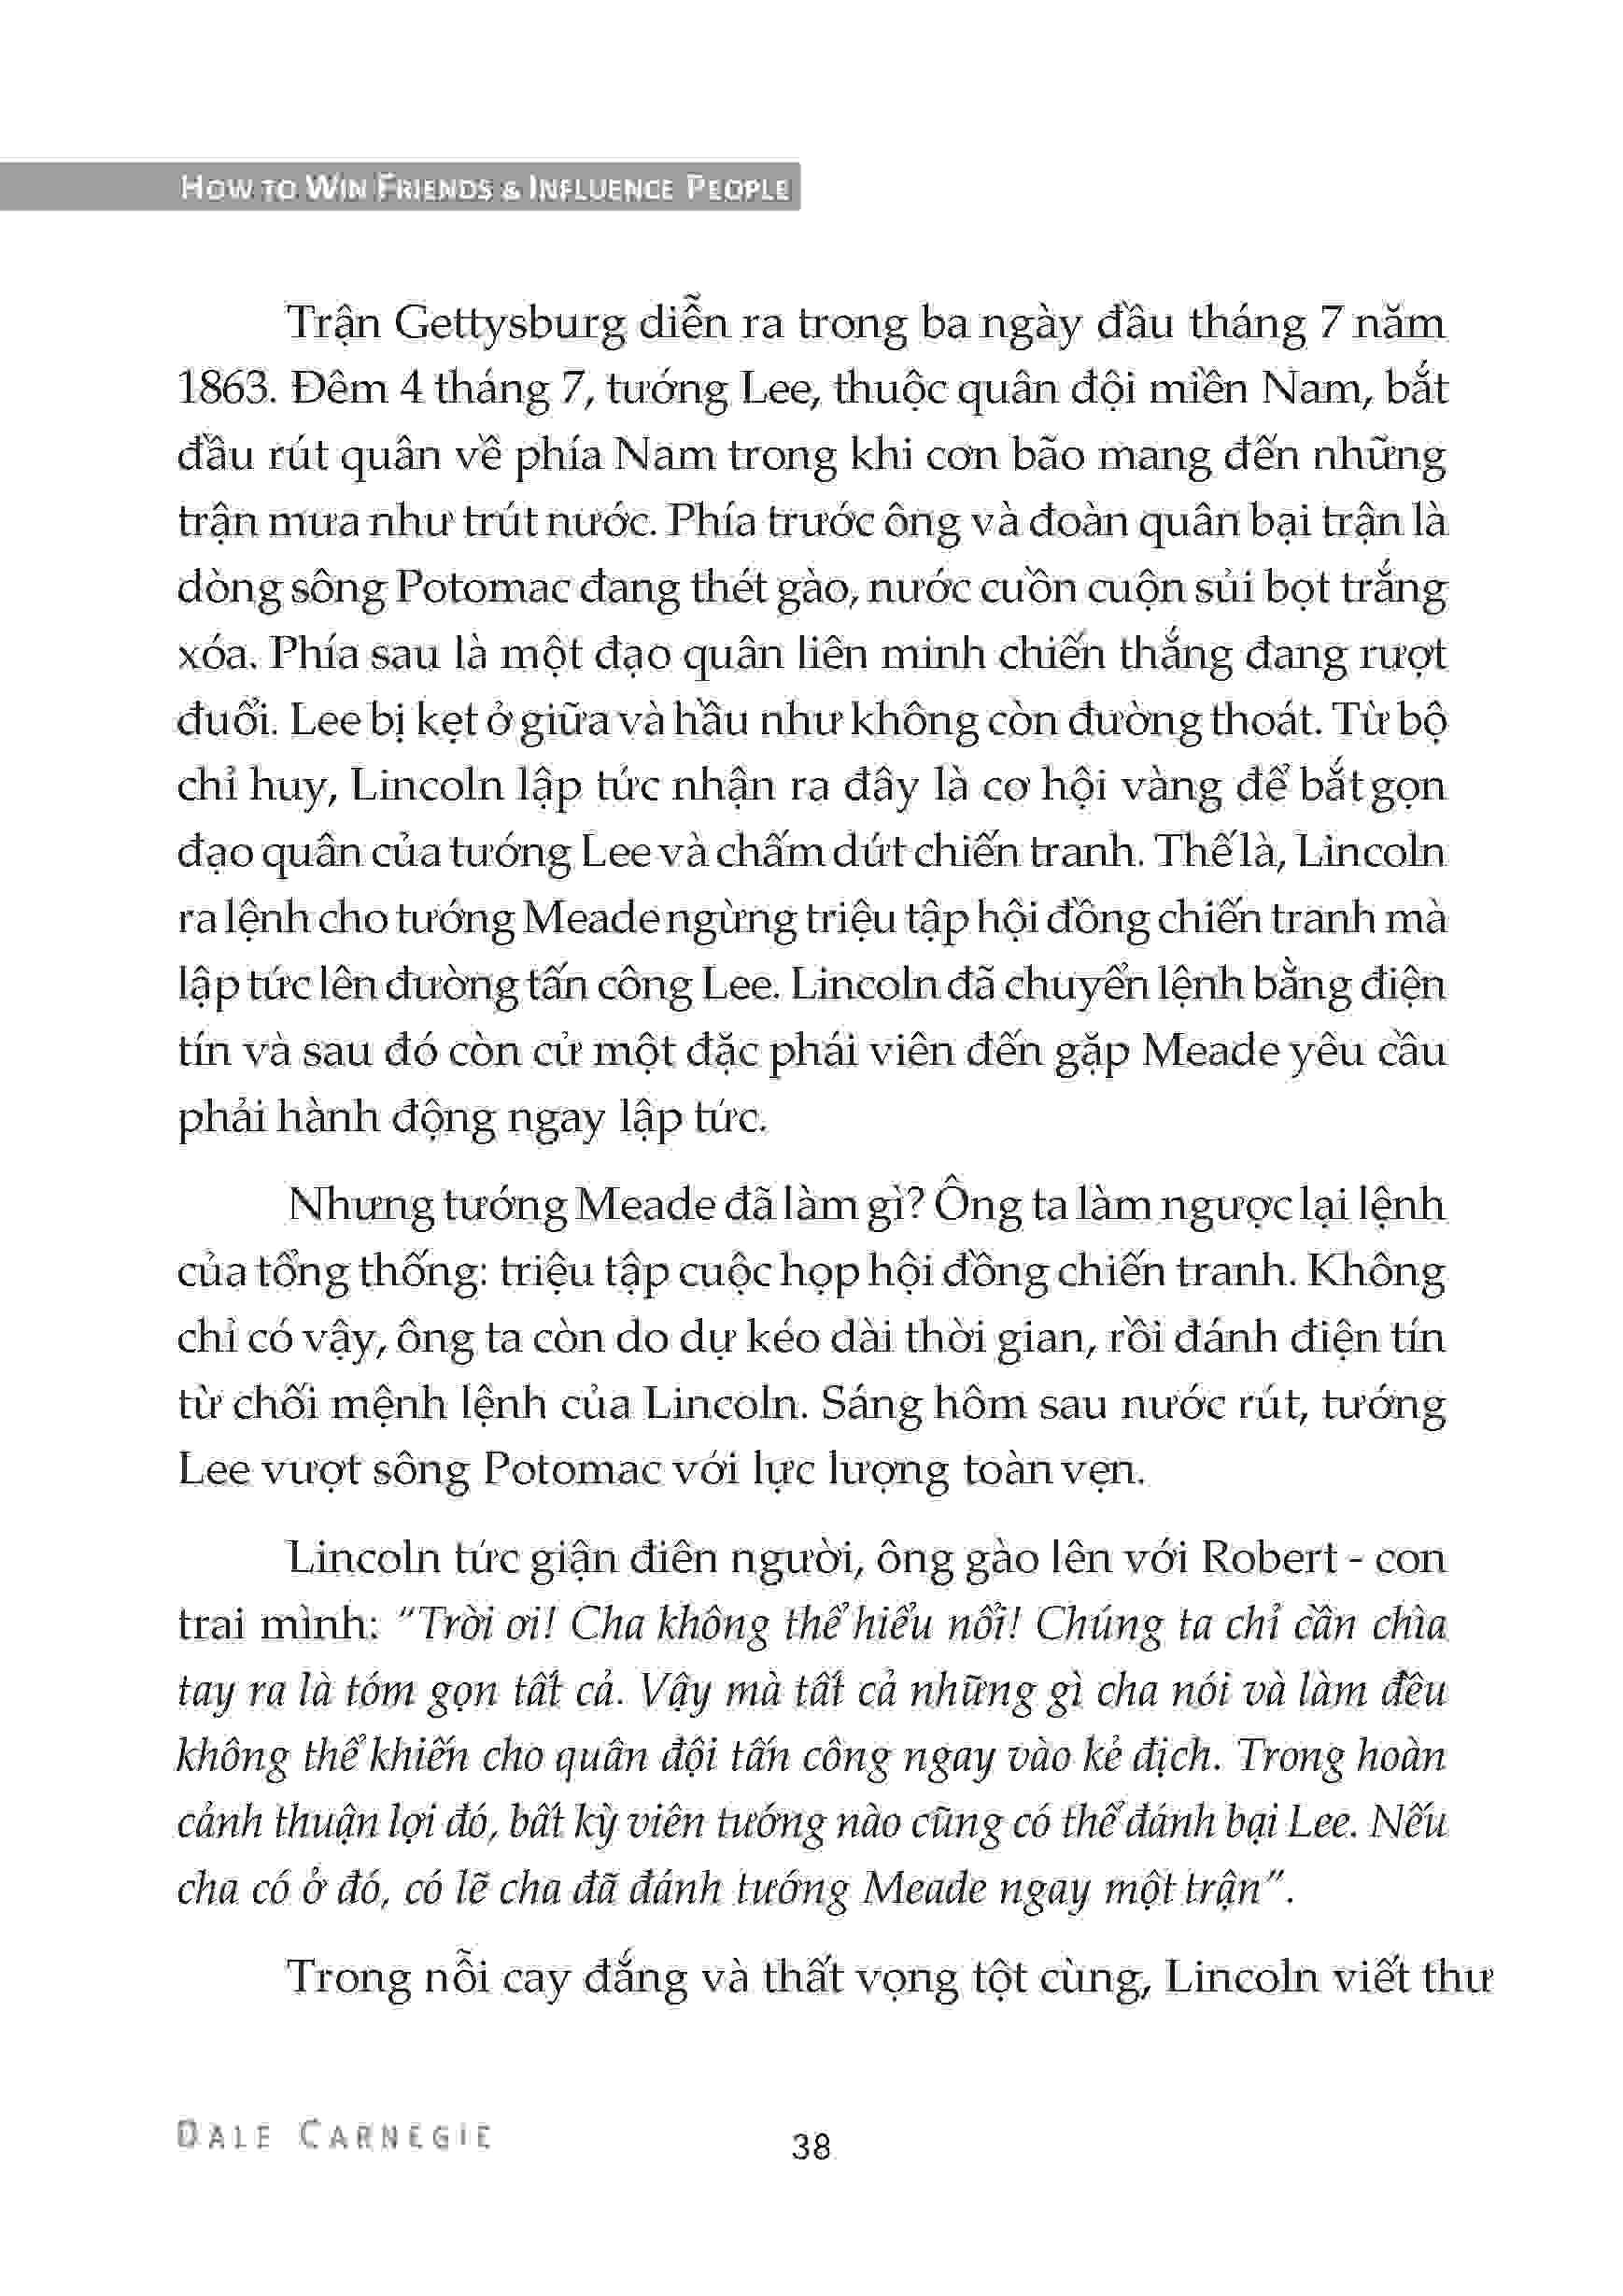 HOW TO WIN FRIENDS & INFLUENCE PEOPLE
Trận Gettysburg diễn ra trong ba ngày đầu tháng 7 năm
1863. Đêm 4 tháng 7, tướng Lee, thuộc quân đội miền Nam, bắt
đầu rút quân về phía Nam trong khi cơn bão mang đến những
trận mưa như trút nước. Phía trước ông và đoàn quân bại trận là
dòng sông Potomac đang thét gào, nước cuồn cuộn sủi bọt trắng
xóa. Phía sau là một đạo quân liên minh chiến thắng đang rượt
đuổi. Lee bị kẹt ở giữa và hầu như không còn đường thoát. Từ bộ
chỉ huy, Lincoln lập tức nhận ra đây là cơ hội vàng để bắt gọn
đạo quân của tướng Lee và chấm dứt chiến tranh. Thế là, Lincoln
ra lệnh cho tướng Meade ngừng triệu tập hội đồng chiến tranh mà
lập tức lên đường tấn công Lee. Lincoln đã chuyển lệnh bằng điện
tín và sau đó còn cử một đặc phái viên đến gặp Meade yêu cầu
phải hành động ngay lập tức.
Nhưng tướng Meade đã làm gì? Ông ta làm ngược lại lệnh
của tổng thống: triệu tập cuộc họp hội đồng chiến tranh. Không
chỉ có vậy, ông ta còn do dự kéo dài thời gian, rồi đánh điện tín
từ chối mệnh lệnh của Lincoln. Sáng hôm sau nước rút, tướng
Lee vượt sông Potomac với lực lượng toàn vẹn.
Lincoln tức giận điên người, ông gào lên với Robert - con
trai mình: “Trời ơi! Cha không thể hiểu nổi! Chúng ta chỉ cần chìa
tay ra là tóm gọn tất cả. Vậy mà tất cả những gì cha nói và làm đều
không thể khiến cho quân đội tấn công ngay vào kẻ địch. Trong hoàn
cảnh thuận lợi đó, bất kỳ viên tướng nào cũng có thể đánh bại Lee. Nếu
cha có ở đó, có lẽ cha đã đánh tướng Meade ngay một trận”.
Trong nỗi cay đắng và thất vọng tột cùng, Lincoln viết thư
DALE CARNEGIE
38